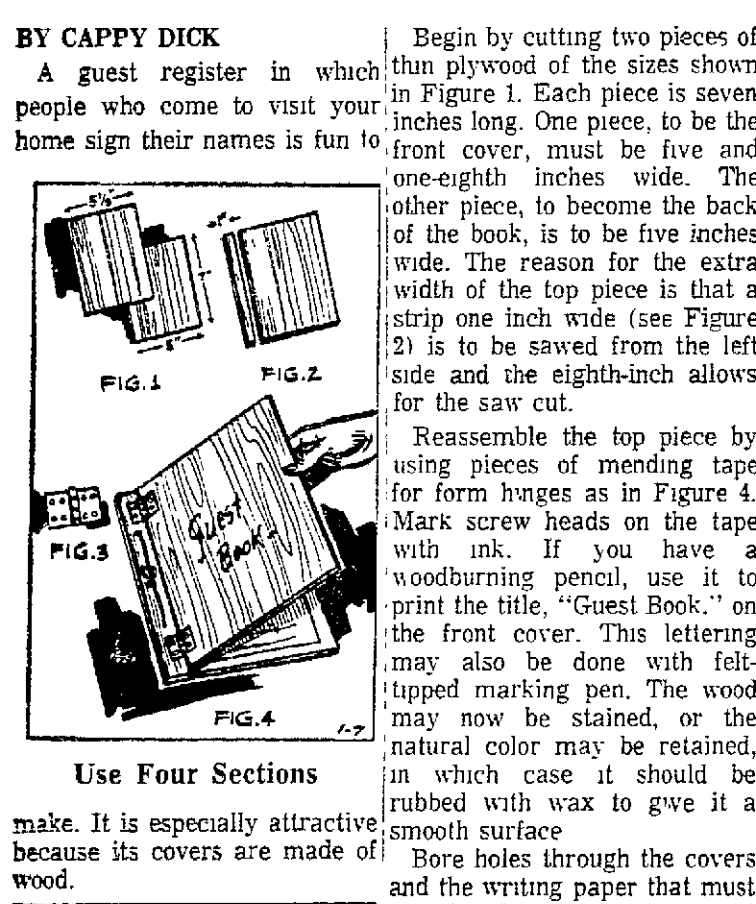 BY CAPPY DICK
A guest register in which
people who come to visit your
home sign their names is fun to
5⅛"
1"
7"
5"
FIG.1
FIG.2
FIG.3
Guest
Book
FIG.4
1-7
Use Four Sections
make. It is especially attractive
because its covers are made of
wood.
Begin by cutting two pieces of
thin plywood of the sizes shown
in Figure 1. Each piece is seven
inches long. One piece, to be the
front cover, must be five and
one-eighth inches wide. The
other piece, to become the back
of the book, is to be five inches
wide. The reason for the extra
width of the top piece is that a
strip one inch wide (see Figure
2) is to be sawed from the left
side and the eighth-inch allows
for the saw cut.
Reassemble the top piece by
using pieces of mending tape
for form hinges as in Figure 4.
Mark screw heads on the tape
with ink. If you have a
woodburning pencil, use it to
print the title, "Guest Book." on
the front cover. This lettering
may also be done with felt-
tipped marking pen. The wood
may now be stained, or the
natural color may be retained,
in which case it should be
rubbed with wax to give it a
smooth surface
Bore holes through the covers
and the writing paper that must